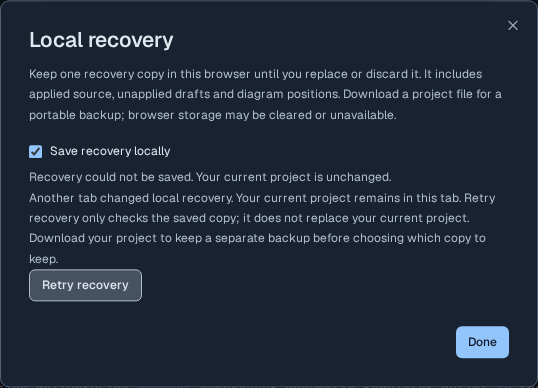 Local recovery
Keep one recovery copy in this browser until you replace or discard it. It includes
applied source, unapplied drafts and diagram positions. Download a project file for a
portable backup; browser storage may be cleared or unavailable.
Save recovery locally
Recovery could not be saved. Your current project is unchanged.
Another tab changed local recovery. Your current project remains in this tab. Retry
recovery only checks the saved copy; it does not replace your current project.
Download your project to keep a separate backup before choosing which copy to
keep.
Retry recovery
Done